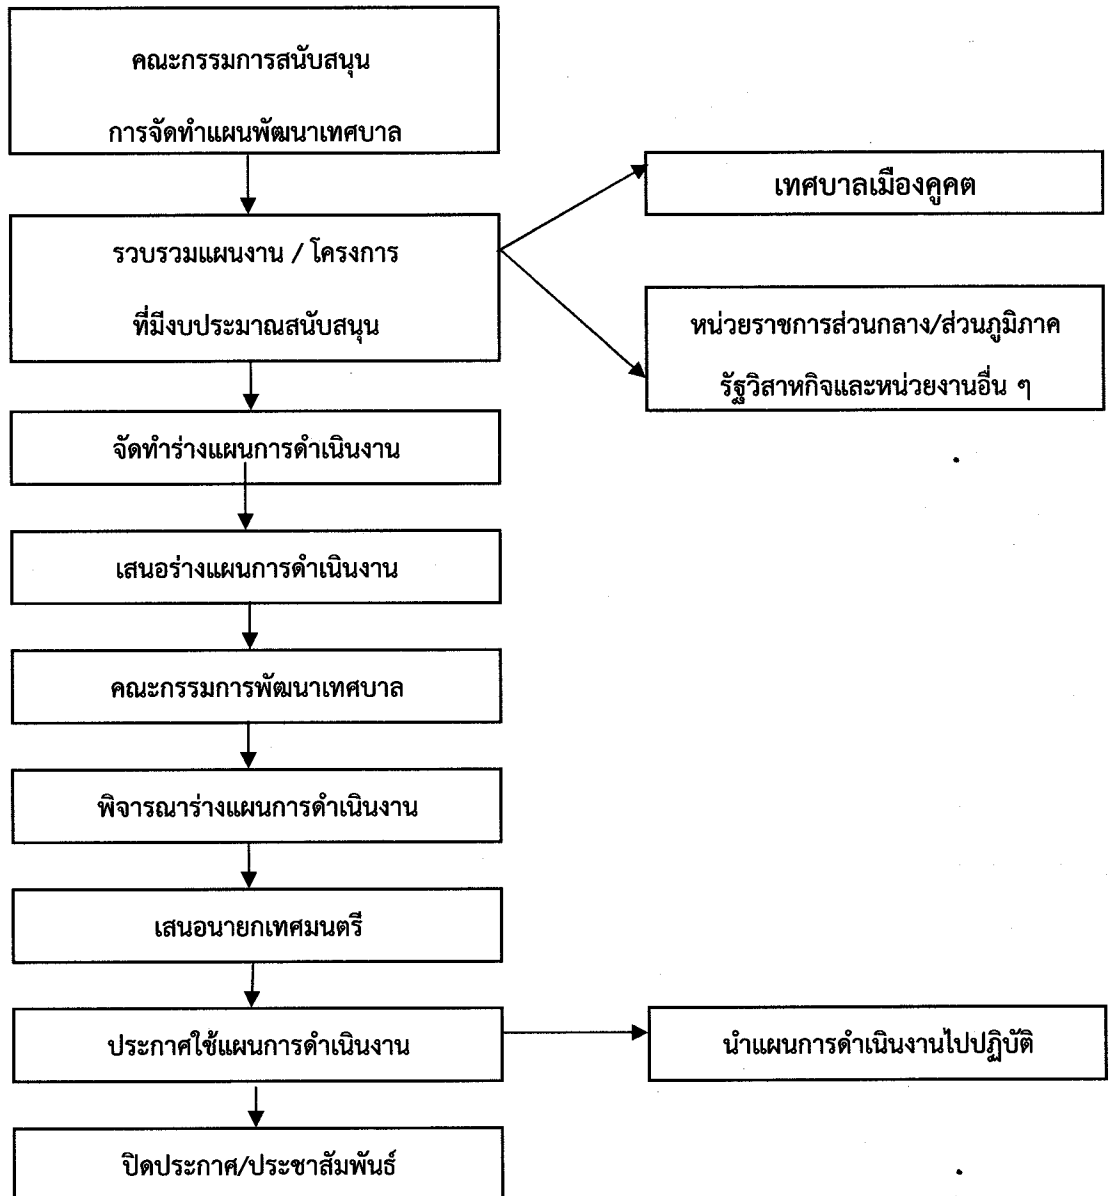 คณะกรรมการสนับสนุน
การจัดทำแผนพัฒนาเทศบาล
เทศบาลเมืองคูคต
รวบรวมแผนงาน / โครงการ
ที่มีงบประมาณสนับสนุน
หน่วยราชการส่วนกลาง/ส่วนภูมิภาค
รัฐวิสาหกิจและหน่วยงานอื่น ๆ
จัดทำร่างแผนการดำเนินงาน
เสนอร่างแผนการดำเนินงาน
คณะกรรมการพัฒนาเทศบาล
พิจารณาร่างแผนการดำเนินงาน
เสนอนายกเทศมนตรี
ประกาศใช้แผนการดำเนินงาน
นำแผนการดำเนินงานไปปฏิบัติ
ปิดประกาศ/ประชาสัมพันธ์